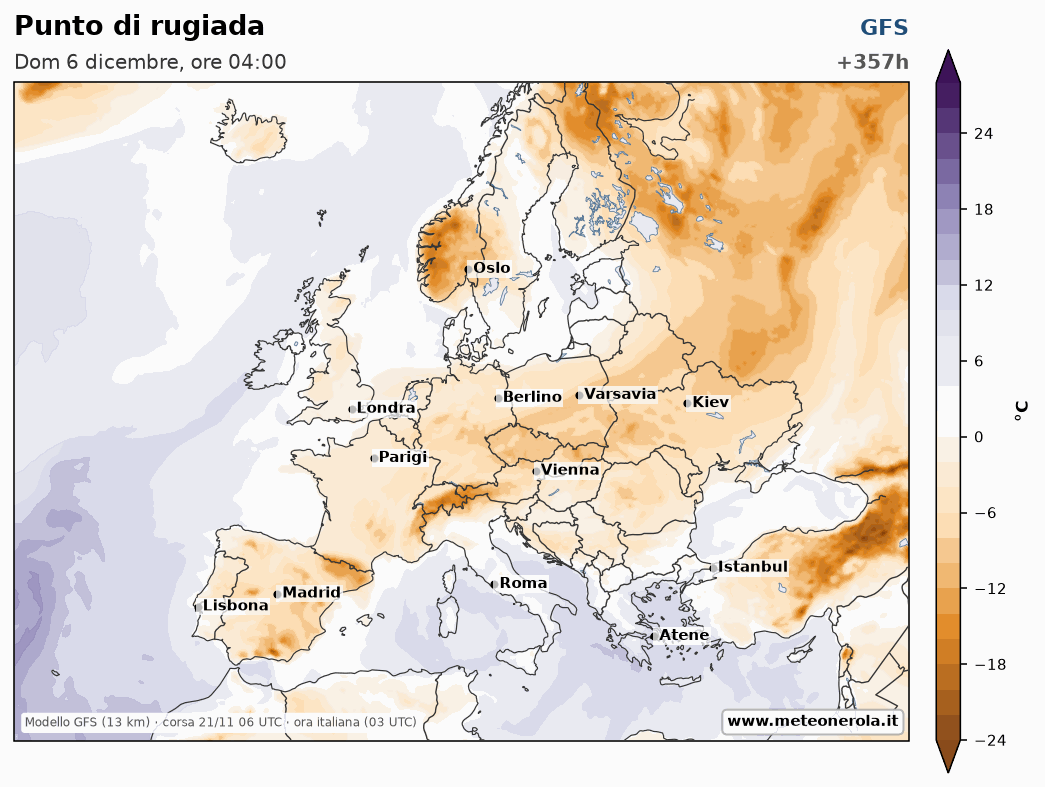 Punto di rugiada
GFS
Dom 6 dicembre, ore 04:00
+357h
Oslo
Londra
Berlino
Varsavia
Kiev
Parigi
Vienna
Istanbul
Roma
Madrid
Lisbona
Atene
Modello GFS (13 km) · corsa 21/11 06 UTC · ora italiana (03 UTC)
www.meteonerola.it
24
18
12
6
0
−6
−12
−18
−24
°C